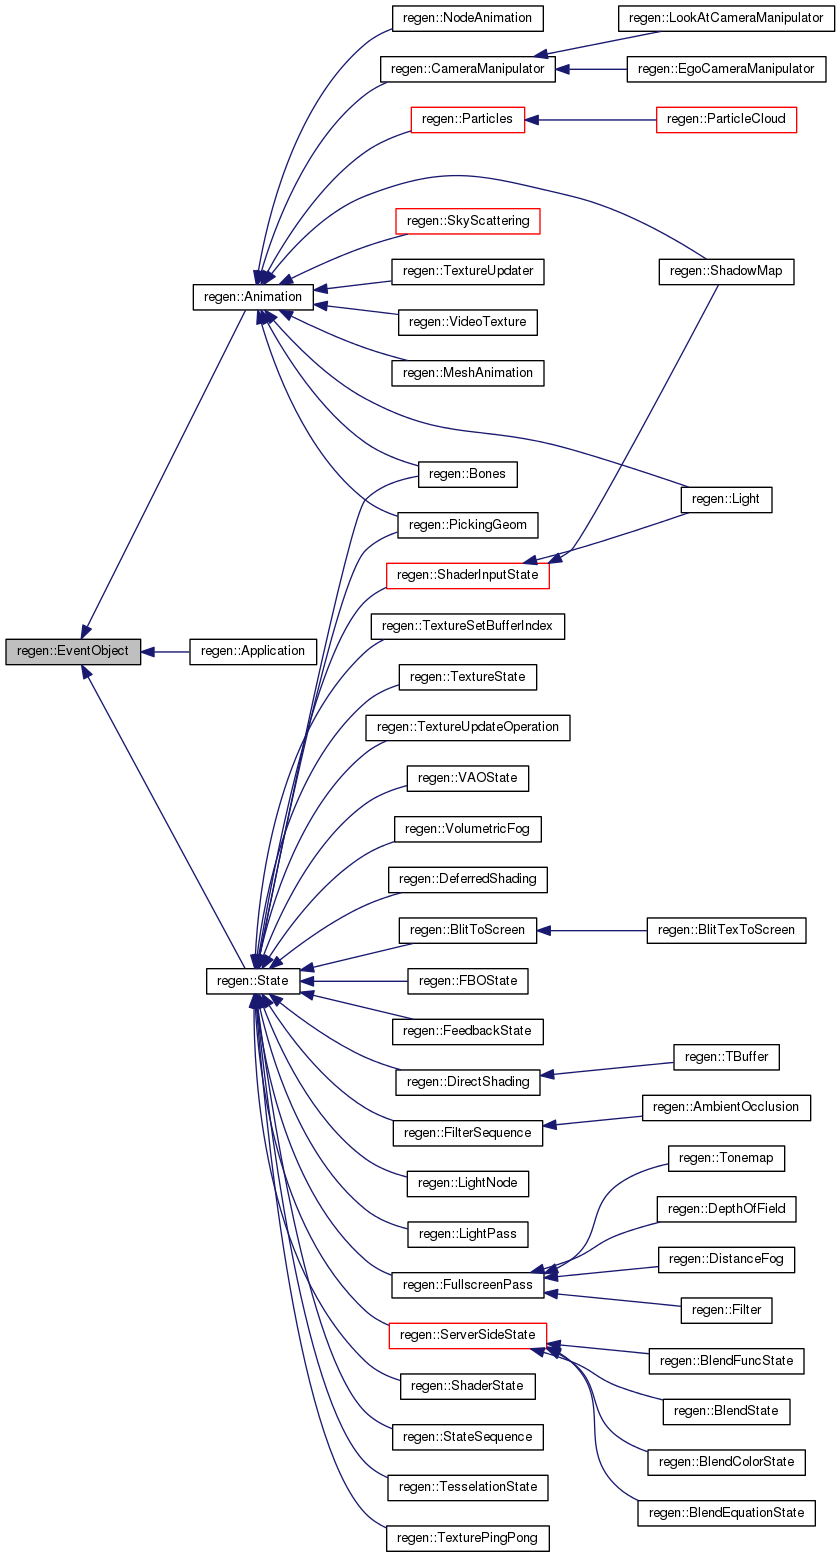 regen::NodeAnimation
regen::LookAtCameraManipulator
regen::CameraManipulator
regen::EgoCameraManipulator
regen::Particles
regen::ParticleCloud
regen::SkyScattering
regen::TextureUpdater
regen::ShadowMap
regen::Animation
regen::VideoTexture
regen::MeshAnimation
regen::Bones
regen::Light
regen::PickingGeom
regen::ShaderInputState
regen::TextureSetBufferIndex
regen::EventObject
regen::Application
regen::TextureState
regen::TextureUpdateOperation
regen::VAOState
regen::VolumetricFog
regen::DeferredShading
regen::BlitToScreen
regen::BlitTexToScreen
regen::State
regen::FBOState
regen::FeedbackState
regen::TBuffer
regen::DirectShading
regen::AmbientOcclusion
regen::FilterSequence
regen::Tonemap
regen::LightNode
regen::DepthOfField
regen::LightPass
regen::DistanceFog
regen::FullscreenPass
regen::Filter
regen::ServerSideState
regen::BlendFuncState
regen::ShaderState
regen::BlendState
regen::StateSequence
regen::BlendColorState
regen::TesselationState
regen::BlendEquationState
regen::TexturePingPong